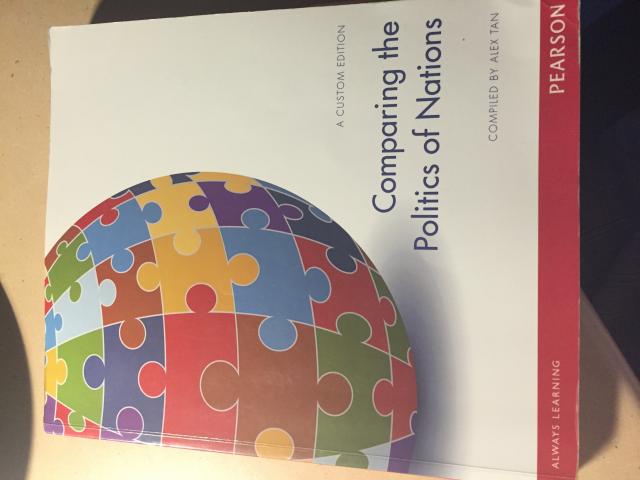 A CUSTOM EDITION
Comparing the
Politics of Nations
COMPILED BY ALEX TAN
ALWAYS LEARNING
PEARSON